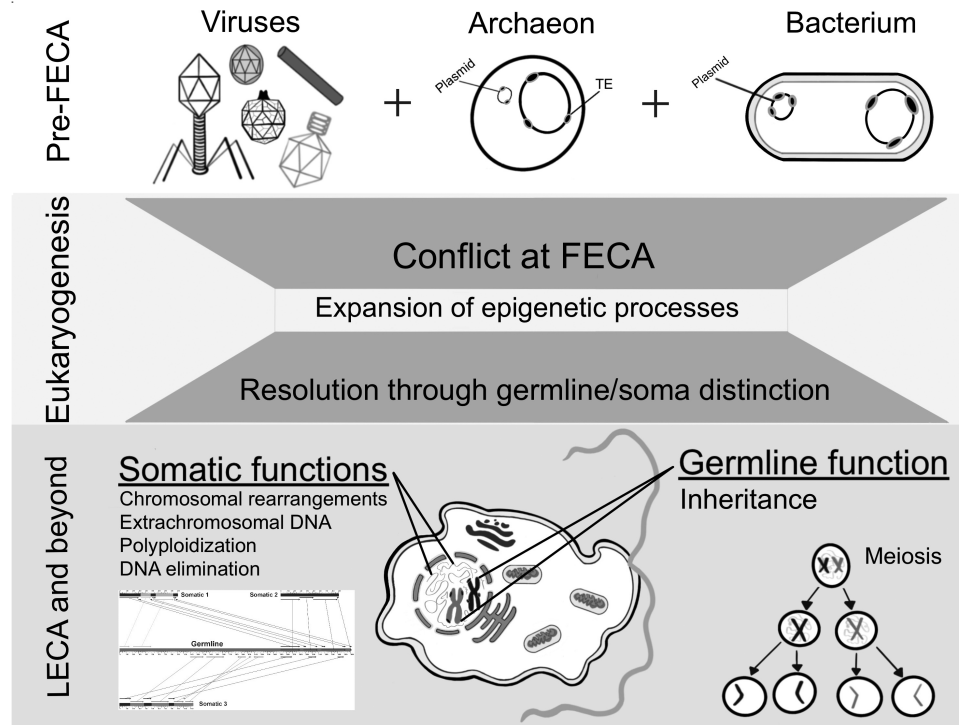 Pre-FECA
Viruses
Archaeon
Bacterium
Plasmid
TE
Plasmid
Eukaryogenesis
Conflict at FECA
Expansion of epigenetic processes
Resolution through germline/soma distinction
LECA and beyond
Somatic functions
Chromosomal rearrangements
Extrachromosomal DNA
Polyploidization
DNA elimination
Germline function
Inheritance
Meiosis
Somatic 1
Somatic 2
Germline
Somatic 3